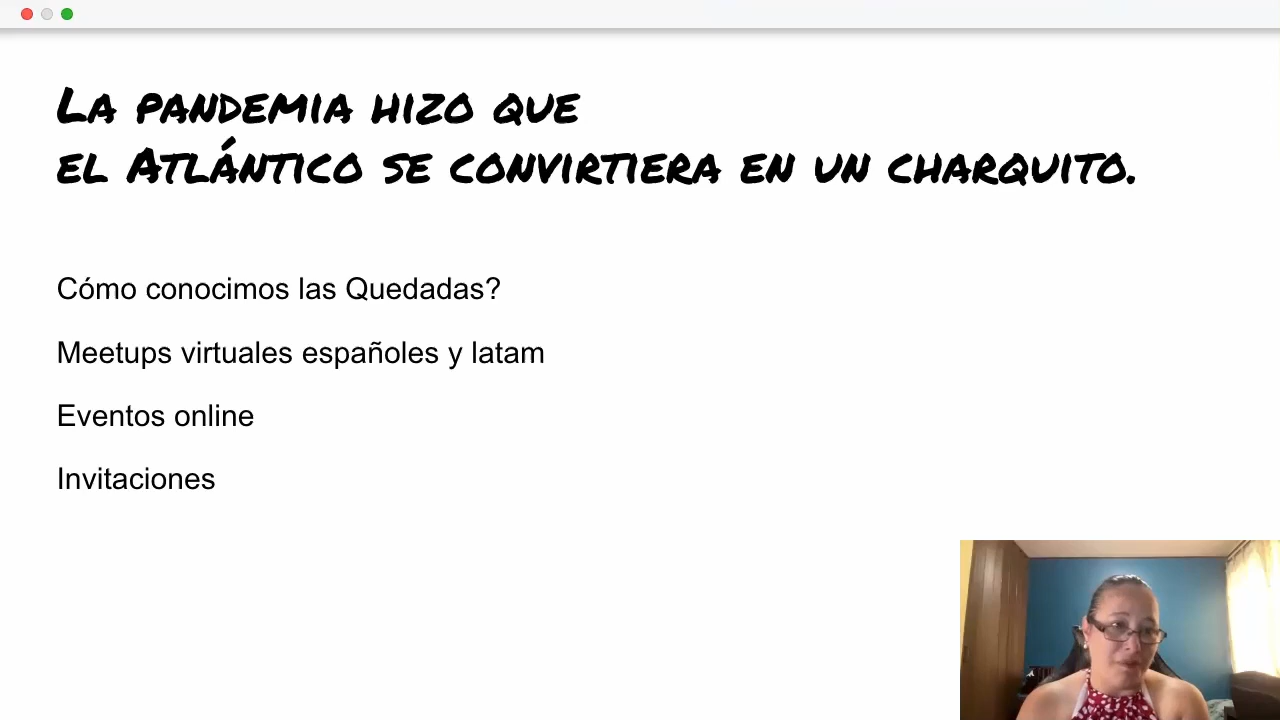 La pandemia hizo que
el Atlántico se convirtiera en un charquito.
Cómo conocimos las Quedadas?
Meetups virtuales españoles y latam
Eventos online
Invitaciones